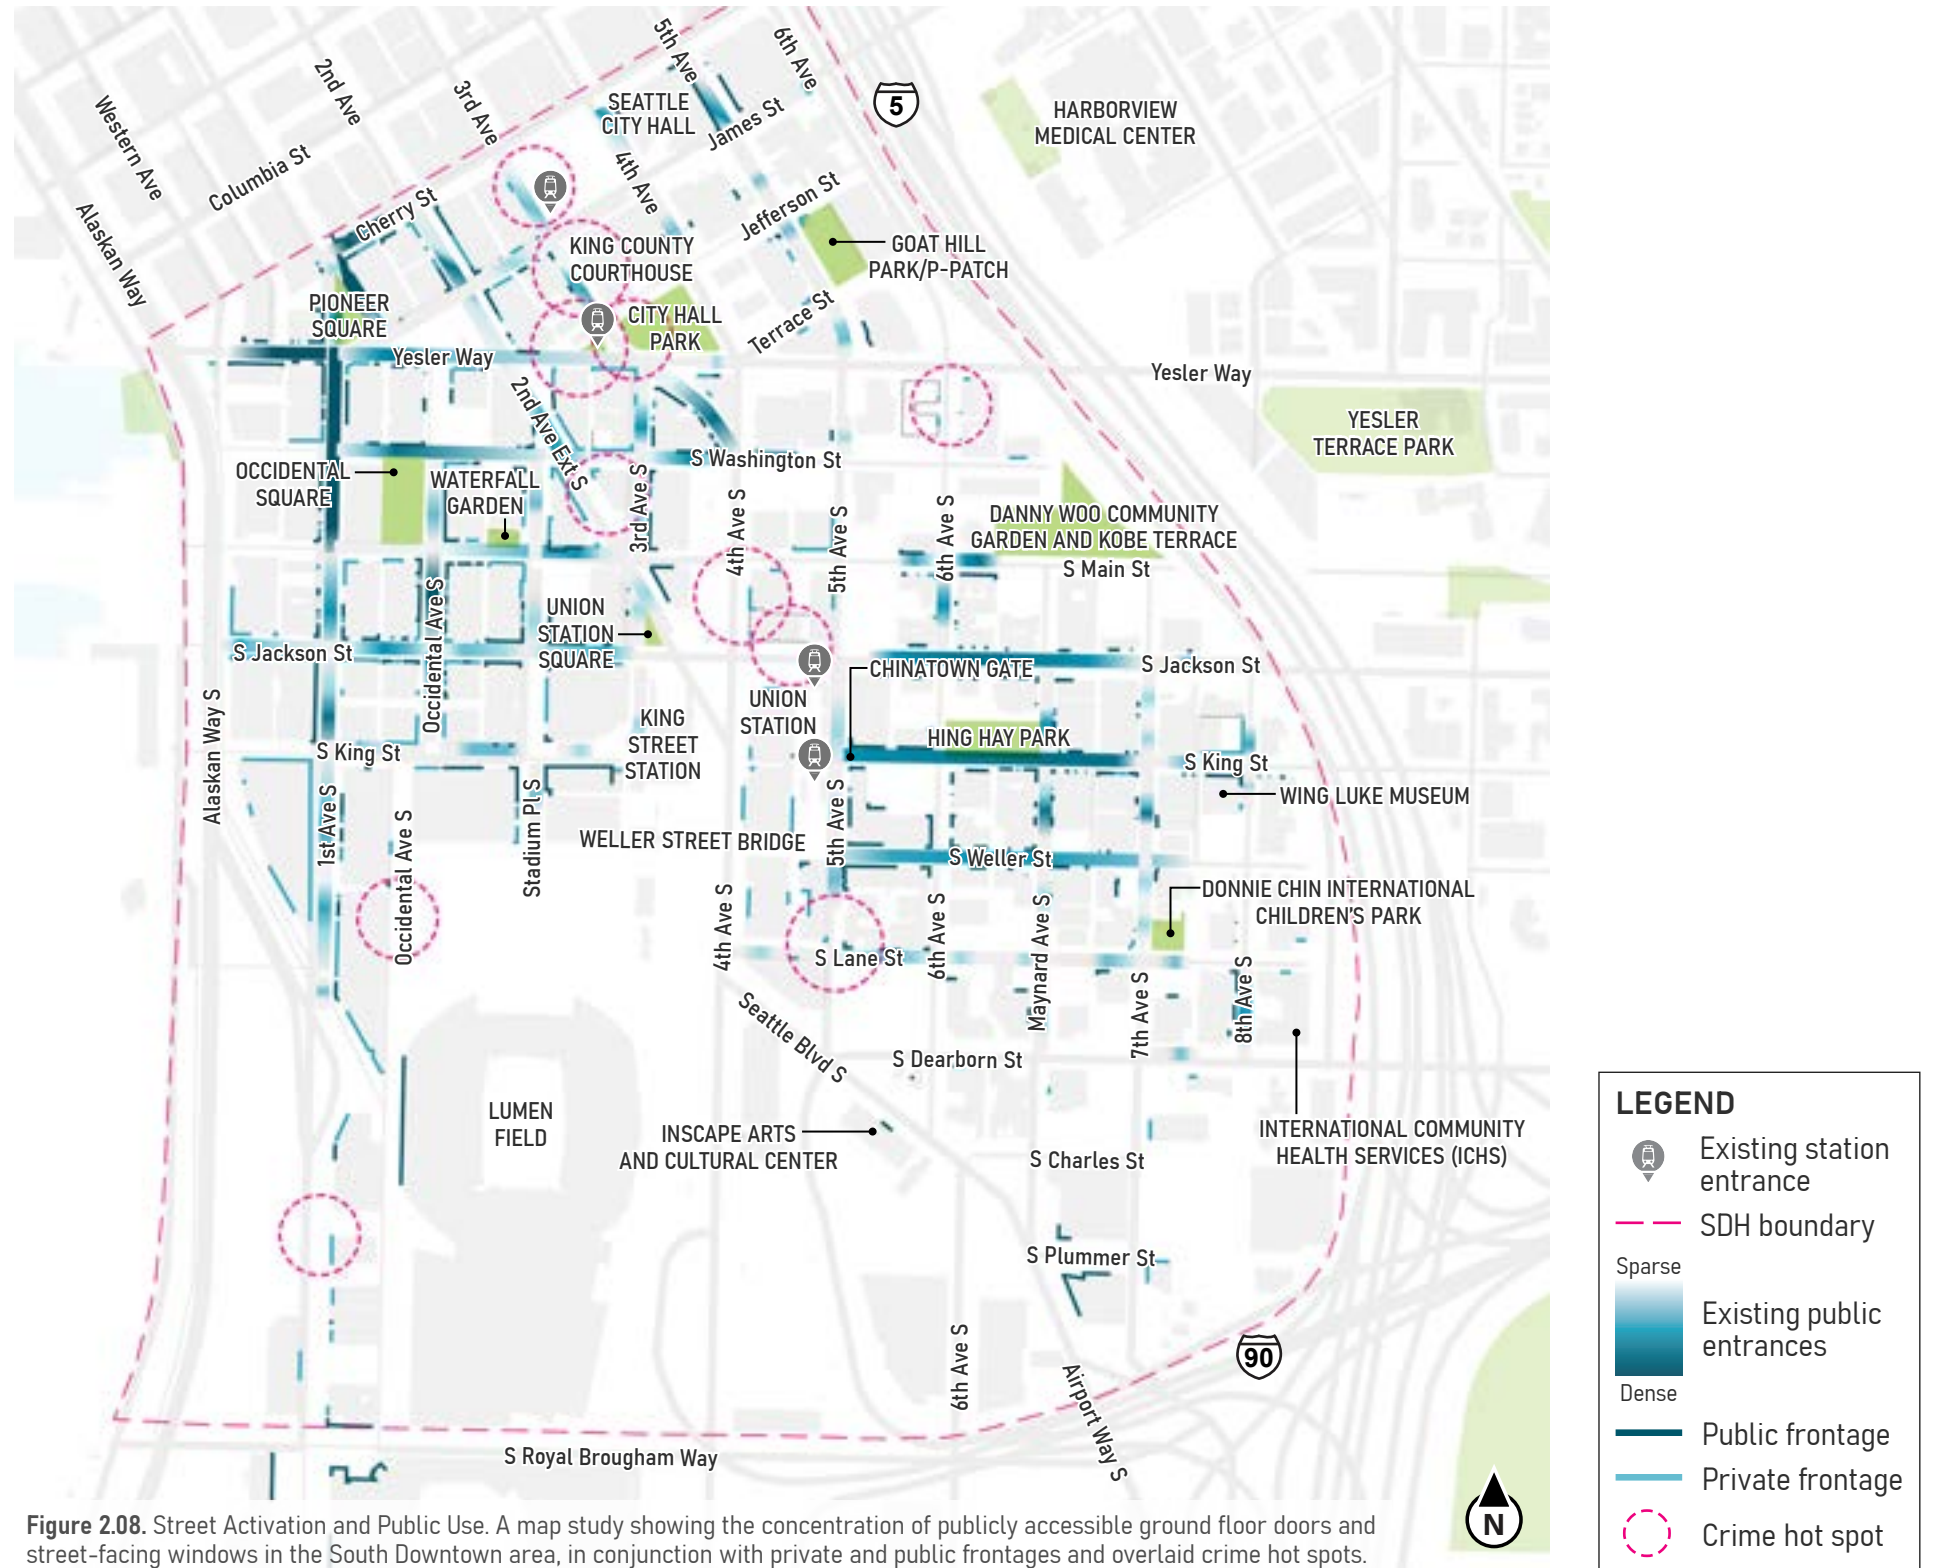 5th Ave
6th Ave
2nd Ave
3rd Ave
Western Ave
SEATTLE
CITY HALL
James St
5
HARBORVIEW
MEDICAL CENTER
Columbia St
4th Ave
Cherry St
Jefferson St
Alaskan Way
KING COUNTY
COURTHOUSE
GOAT HILL
PARK/P-PATCH
PIONEER
SQUARE
CITY HALL
PARK
Terrace St
Yesler Way
Yesler Way
2nd Ave Ext S
YESLER
TERRACE PARK
OCCIDENTAL
SQUARE
WATERFALL
GARDEN
S Washington St
3rd Ave S
4th Ave S
5th Ave S
6th Ave S
DANNY WOO COMMUNITY
GARDEN AND KOBE TERRACE
S Main St
Occidental Ave S
UNION
STATION
SQUARE
S Jackson St
CHINATOWN GATE
S Jackson St
Alaskan Way S
UNION
STATION
KING
STREET
STATION
HING HAY PARK
S King St
S King St
WING LUKE MUSEUM
1st Ave S
Occidental Ave S
Stadium Pl S
WELLER STREET BRIDGE
5th Ave S
S Weller St
DONNIE CHIN INTERNATIONAL
CHILDREN'S PARK
4th Ave S
6th Ave S
Maynard Ave S
S Lane St
7th Ave S
8th Ave S
Seattle Blvd S
S Dearborn St
LUMEN
FIELD
INSCAPE ARTS
AND CULTURAL CENTER
INTERNATIONAL COMMUNITY
HEALTH SERVICES (ICHS)
S Charles St
S Plummer St
6th Ave S
Airport Way S
90
S Royal Brougham Way
LEGEND
Existing station
entrance
SDH boundary
Sparse
Existing public
entrances
Dense
Public frontage
Private frontage
Crime hot spot
N
Figure 2.08. Street Activation and Public Use. A map study showing the concentration of publicly accessible ground floor doors and
street-facing windows in the South Downtown area, in conjunction with private and public frontages and overlaid crime hot spots.